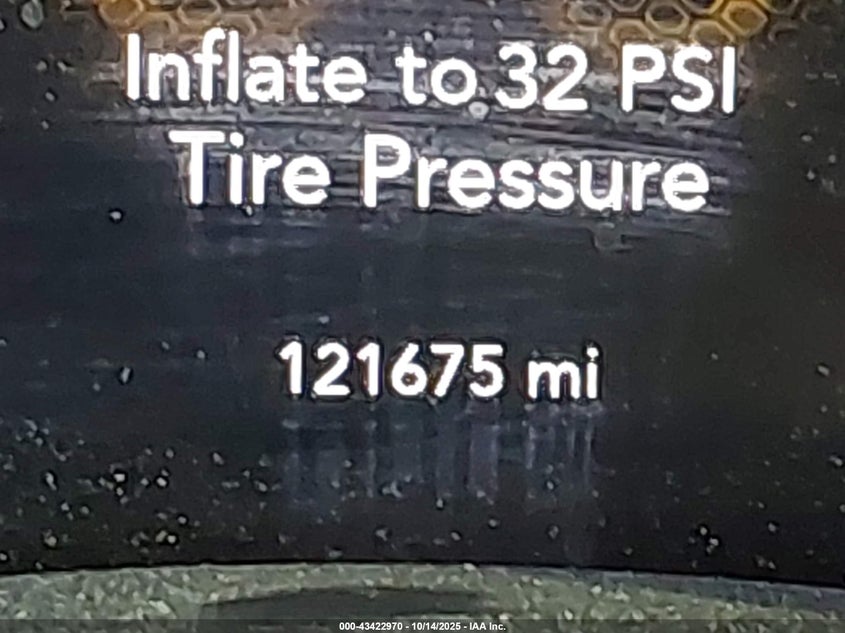 Inflate to 32 PSI
Tire Pressure
121675 mi
000-43422970 - 10/14/2025 - IAA Inc.